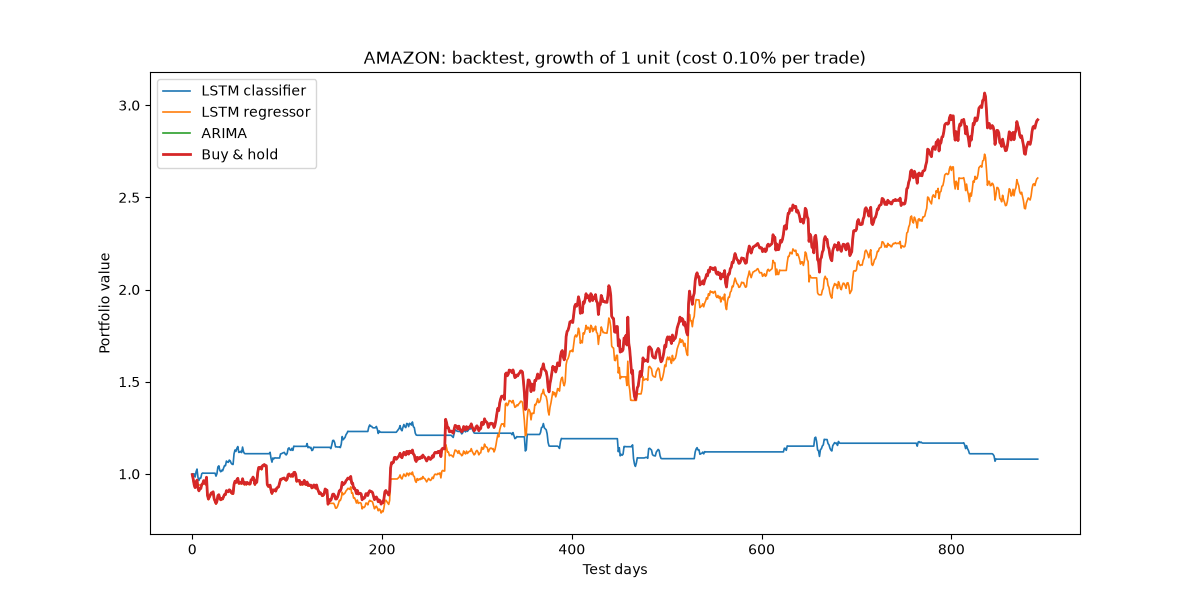 AMAZON: backtest, growth of 1 unit (cost 0.10% per trade)
LSTM classifier
LSTM regressor
ARIMA
Buy & hold
Portfolio value
3.0
2.5
2.0
1.5
1.0
0
200
400
600
800
Test days